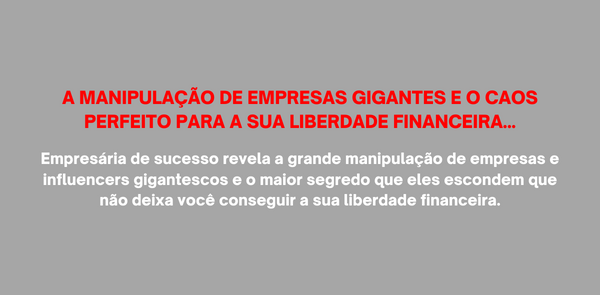 A MANIPULAÇÃO DE EMPRESAS GIGANTES E O CAOS
PERFEITO PARA A SUA LIBERDADE FINANCEIRA...
Empresária de sucesso revela a grande manipulação de empresas e
influencers gigantescos e o maior segredo que eles escondem que
não deixa você conseguir a sua liberdade financeira.